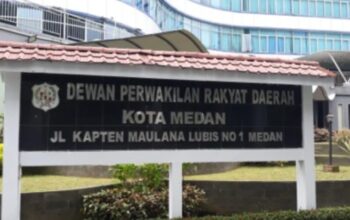 DEWAN PERWAKILAN RAKYAT DAERAH
KOTA MEDAN
JL KAPTEN MAULANA LUBIS NO 1 MEDAN